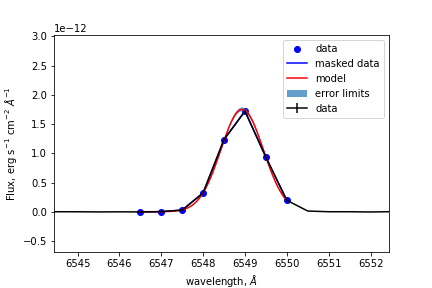 1e−12
3.0
2.5
2.0
1.5
1.0
0.5
0.0
−0.5
Flux, erg s⁻¹ cm⁻² Å⁻¹
data
masked data
model
error limits
data
6545 6546 6547 6548 6549 6550 6551 6552
wavelength, Å